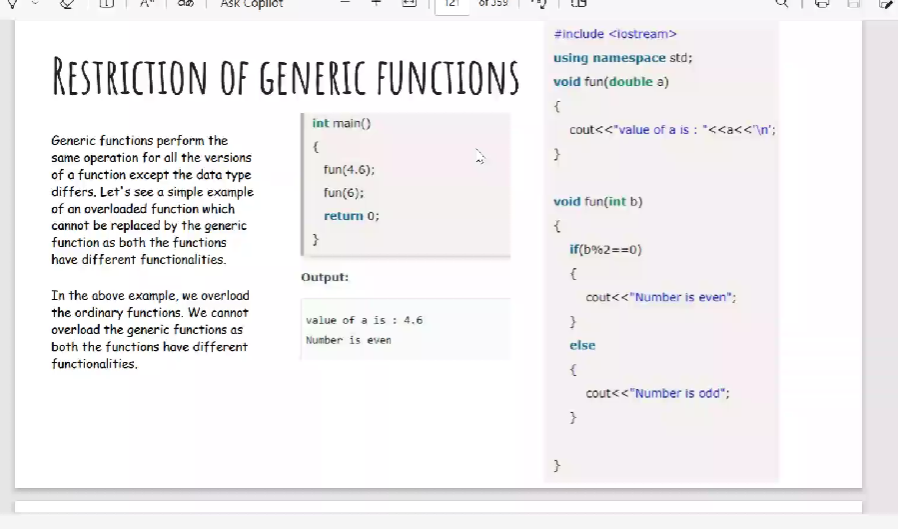 Ask Copilot
121
of 359
RESTRICTION OF GENERIC FUNCTIONS
Generic functions perform the
same operation for all the versions
of a function except the data type
differs. Let's see a simple example
of an overloaded function which
cannot be replaced by the generic
function as both the functions
have different functionalities.
In the above example, we overload
the ordinary functions. We cannot
overload the generic functions as
both the functions have different
functionalities.
int main()
{
fun(4.6);
fun(6);
return 0;
}
Output:
value of a is : 4.6
Number is even
#include <iostream>
using namespace std;
void fun(double a)
{
cout<<"value of a is : "<<a<<'\n';
}
void fun(int b)
{
if(b%2==0)
{
cout<<"Number is even";
}
else
{
cout<<"Number is odd";
}
}